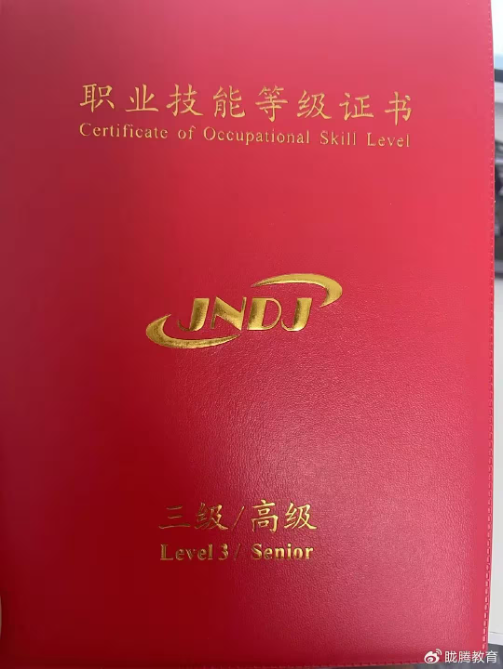 职业技能等级证书
Certificate of Occupational Skill Level
JNDJ
三级/高级
Level 3 / Senior
@陇腾教育